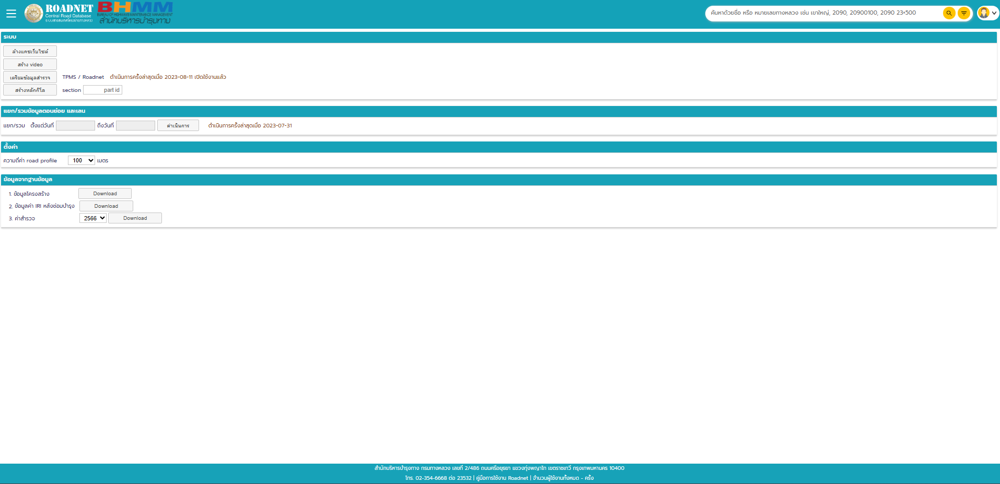 ROADNET
Central Road Database
ระบบสารสนเทศโครงข่ายทางหลวง
BHMM
BUREAU OF HIGHWAYS MAINTENANCE MANAGEMENT
สำนักบริหารบำรุงทาง
ค้นหาด้วยชื่อ หรือ หมายเลขทางหลวง เช่น เขาใหญ่, 2090, 20900100, 2090 23+500
ระบบ
ล้างแคชเว็บไซต์
สร้าง video
เตรียมข้อมูลสำรวจ TPMS / Roadnet ดำเนินการครั้งล่าสุดเมื่อ 2023-08-11 เปิดใช้งานแล้ว
สร้างหลักกิโล section part id
แยก/รวมข้อมูลตอนย่อย และเลน
แยก/รวม ตั้งแต่วันที่ ถึงวันที่ ดำเนินการ ดำเนินการครั้งล่าสุดเมื่อ 2023-07-31
ตั้งค่า
ความถี่ค่า road profile 100 เมตร
ข้อมูลจากฐานข้อมูล
1. ข้อมูลโครงสร้าง Download
2. ข้อมูลค่า IRI หลังซ่อมบำรุง Download
3. ค่าสำรวจ 2566 Download
สำนักบริหารบำรุงทาง กรมทางหลวง เลขที่ 2/486 ถนนศรีอยุธยา แขวงทุ่งพญาไท เขตราชเทวี กรุงเทพมหานคร 10400
โทร. 02-354-6668 ต่อ 23532 | คู่มือการใช้งาน Roadnet | จำนวนผู้ใช้งานทั้งหมด - ครั้ง